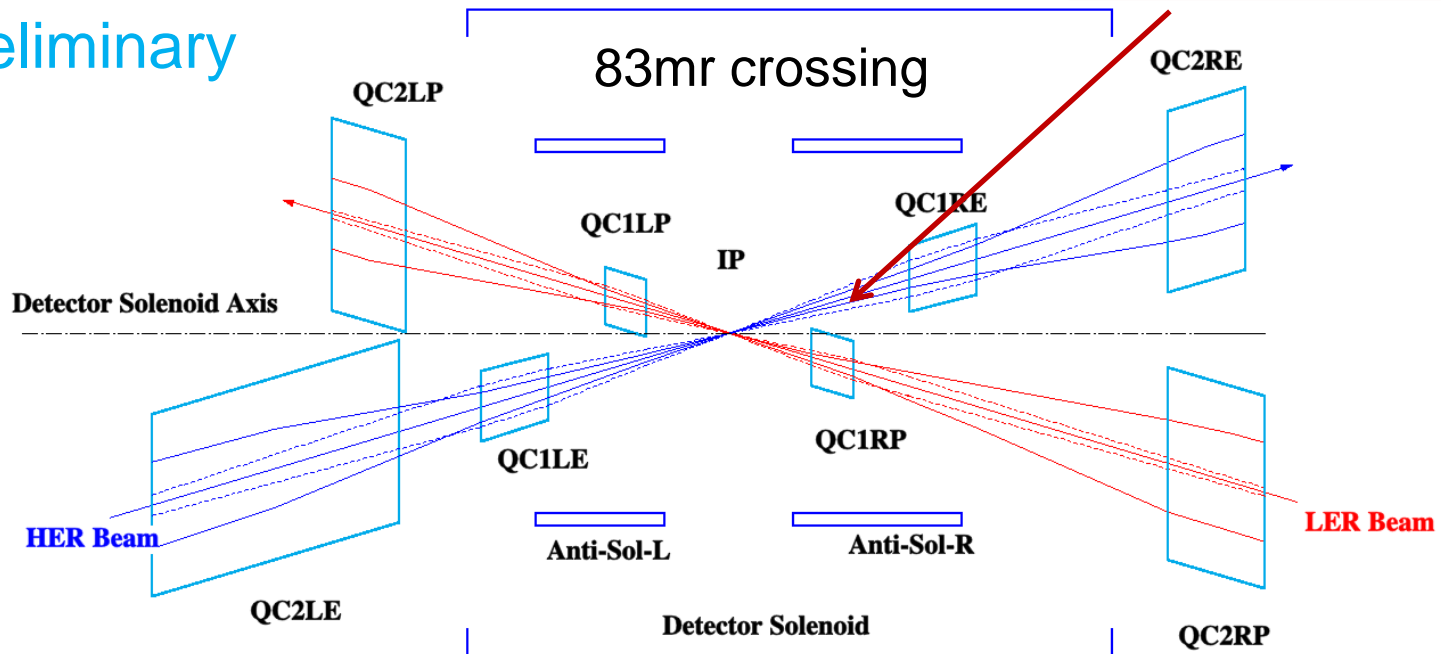 83mr crossing
QC2RE
QC2LP
QC1RE
QC1LP
IP
Detector Solenoid Axis
QC1RP
QC1LE
HER Beam
LER Beam
Anti-Sol-L
Anti-Sol-R
QC2LE
Detector Solenoid
QC2RP